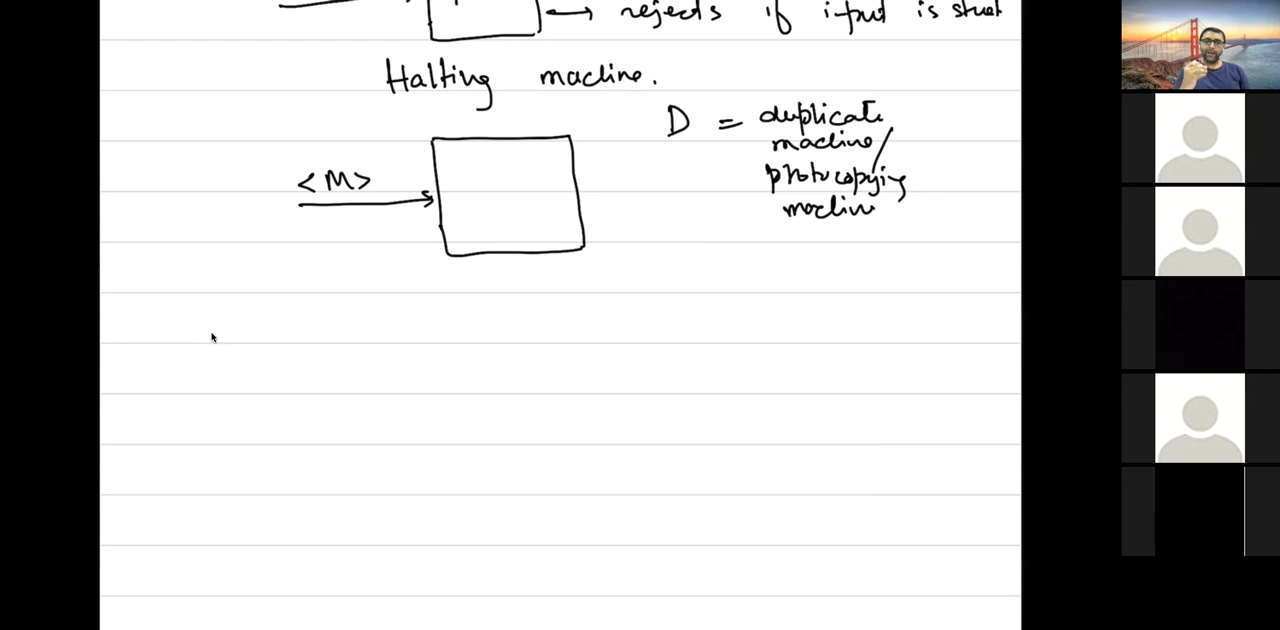 rejects if input is stuck
Halting machine.
D = duplicate
machine/
photocopying
machine
<M>